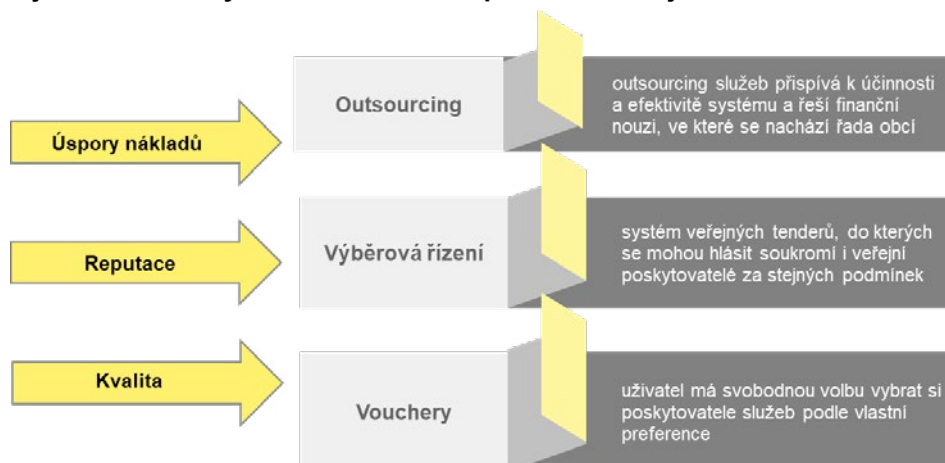 Outsourcing
outsourcing služeb přispívá k účinnosti
a efektivitě systému a řeší finanční
nouzi, ve které se nachází řada obcí
Úspory nákladů
Výběrová řízení
systém veřejných tenderů, do kterých
se mohou hlásit soukromí i veřejní
poskytovatelé za stejných podmínek
Reputace
Kvalita
Vouchery
uživatel má svobodnou volbu vybrat si
poskytovatele služeb podle vlastní
preference